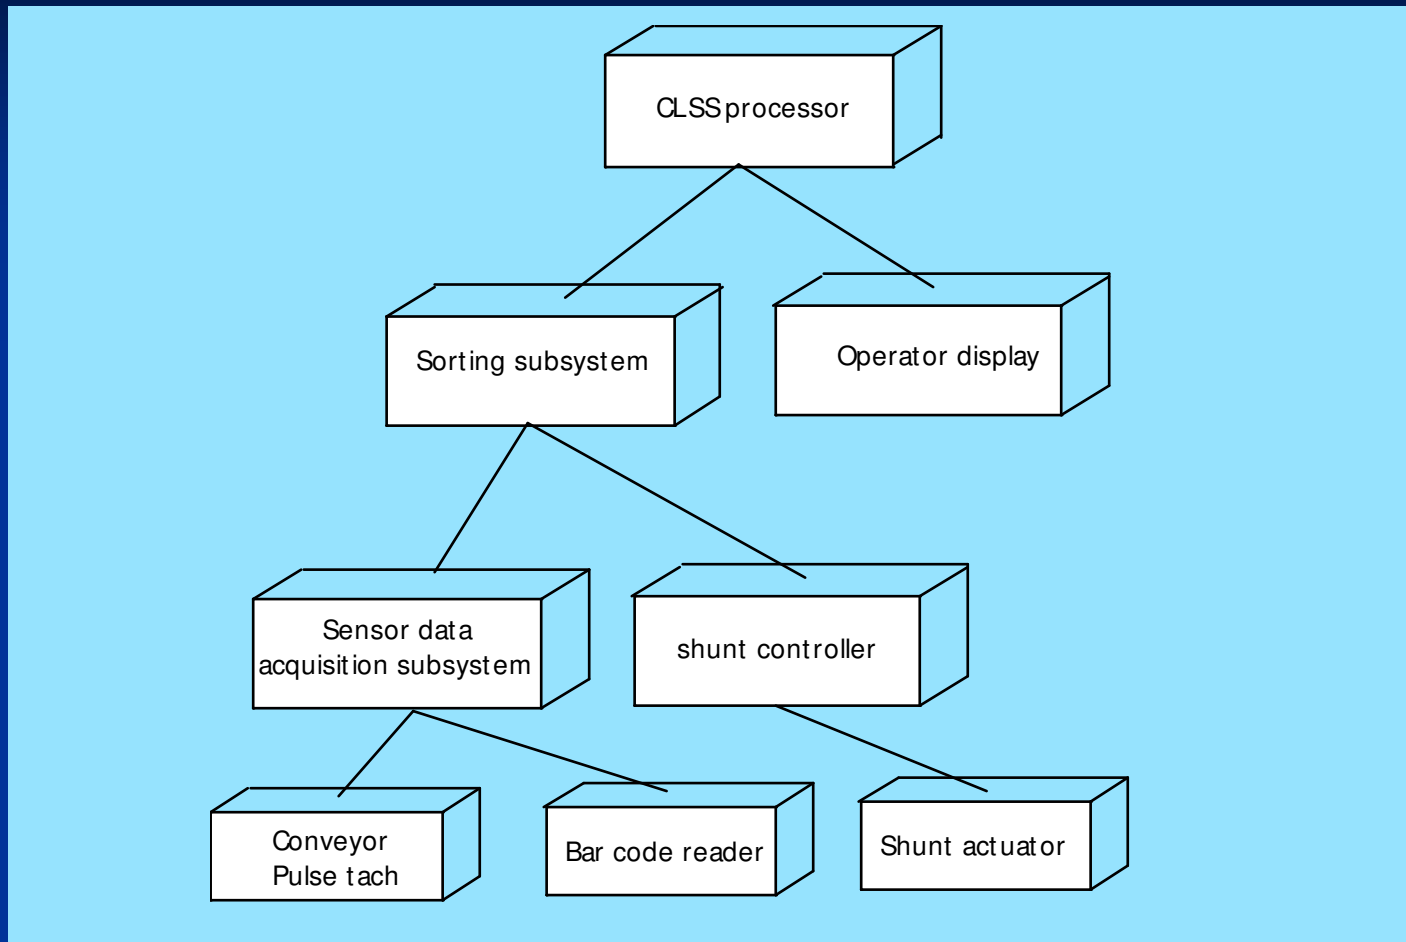 CLSS processor
Sorting subsystem
Operator display
Sensor data
acquisition subsystem
shunt controller
Conveyor
Pulse tach
Bar code reader
Shunt actuator